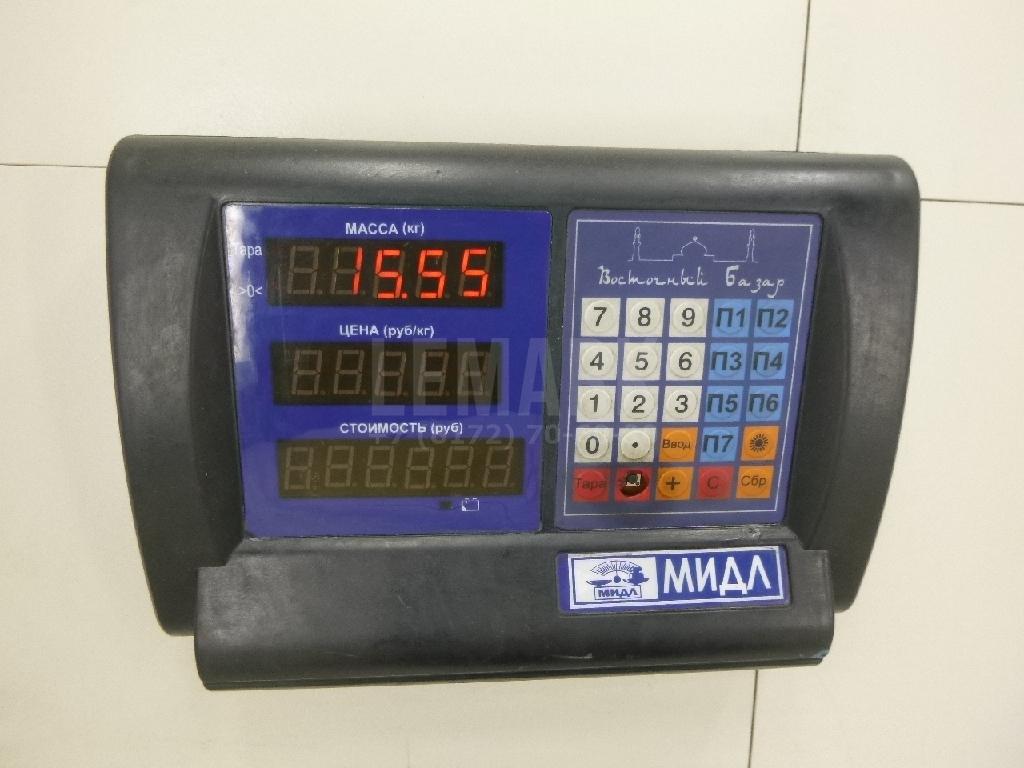 МАССА (кг)
Тара
15.55
>0<
ЦЕНА (руб/кг)
СТОИМОСТЬ (руб)
Восточный Базар
7 8 9 П1 П2
4 5 6 П3 П4
1 2 3 П5 П6
0 . Ввод П7
Тара + С Сбр
МИДЛ
МИДЛ
LEMA